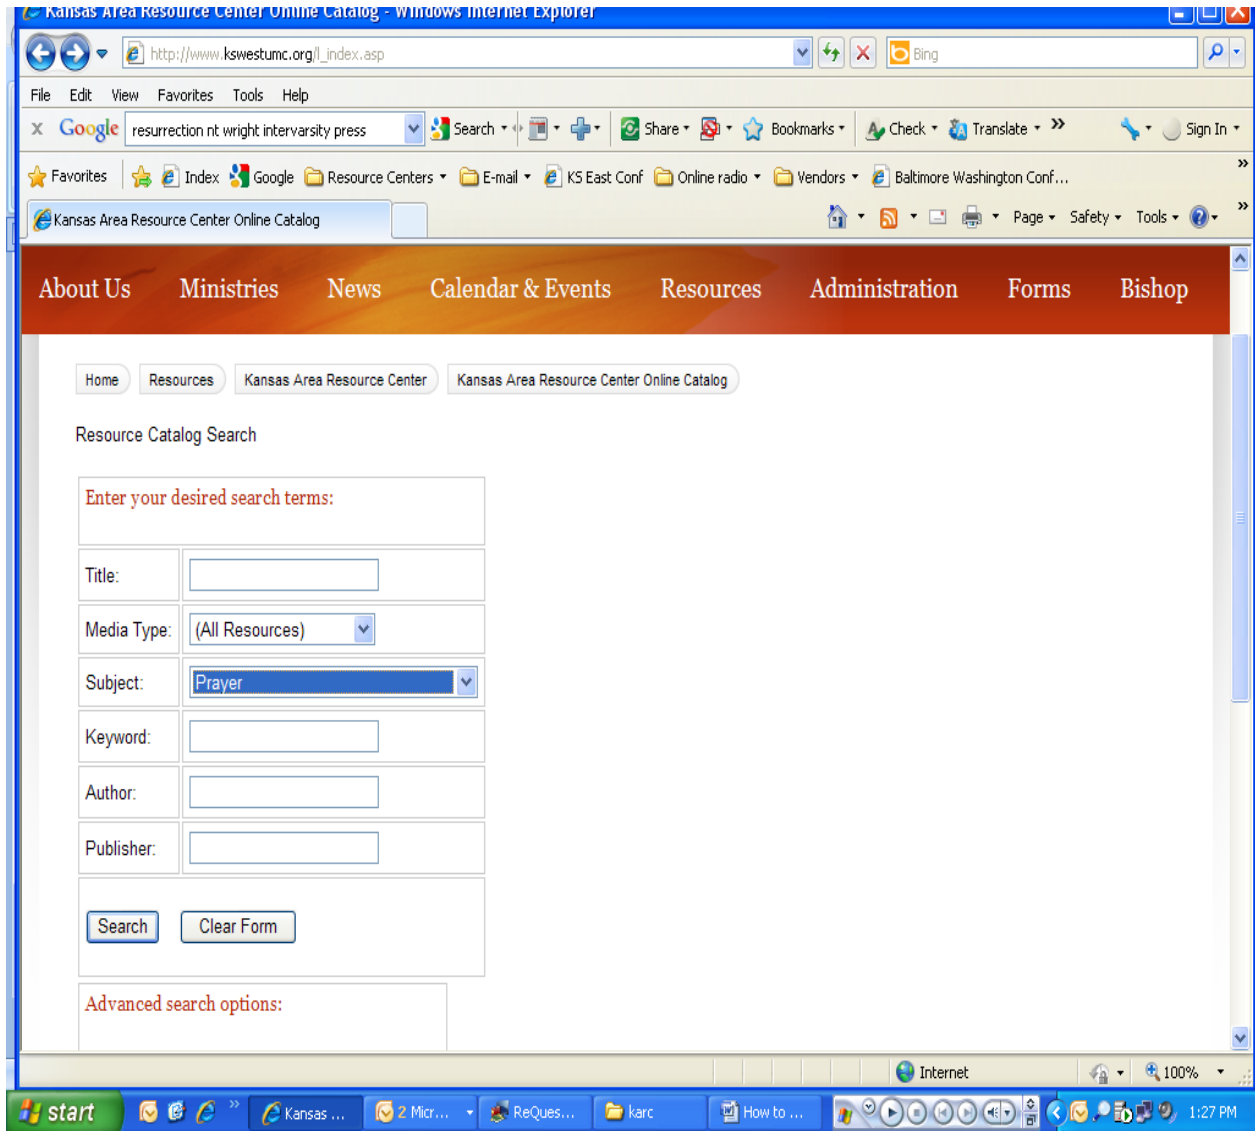 Kansas Area Resource Center Online Catalog - Windows Internet Explorer
http://www.kswestumc.org/l_index.asp
Bing
File Edit View Favorites Tools Help
x Google resurrection nt wright intervarsity press Search Share Bookmarks Check Translate » Sign In
Favorites Index Google Resource Centers E-mail KS East Conf Online radio Vendors Baltimore Washington Conf... »
Kansas Area Resource Center Online Catalog Page Safety Tools »
About Us Ministries News Calendar & Events Resources Administration Forms Bishop
Home Resources Kansas Area Resource Center Kansas Area Resource Center Online Catalog
Resource Catalog Search
Enter your desired search terms:
Title:
Media Type: (All Resources)
Subject: Prayer
Keyword:
Author:
Publisher:
Search Clear Form
Advanced search options:
Internet 100%
start » Kansas ... 2 Micr... ReQues... karc How to ... 1:27 PM